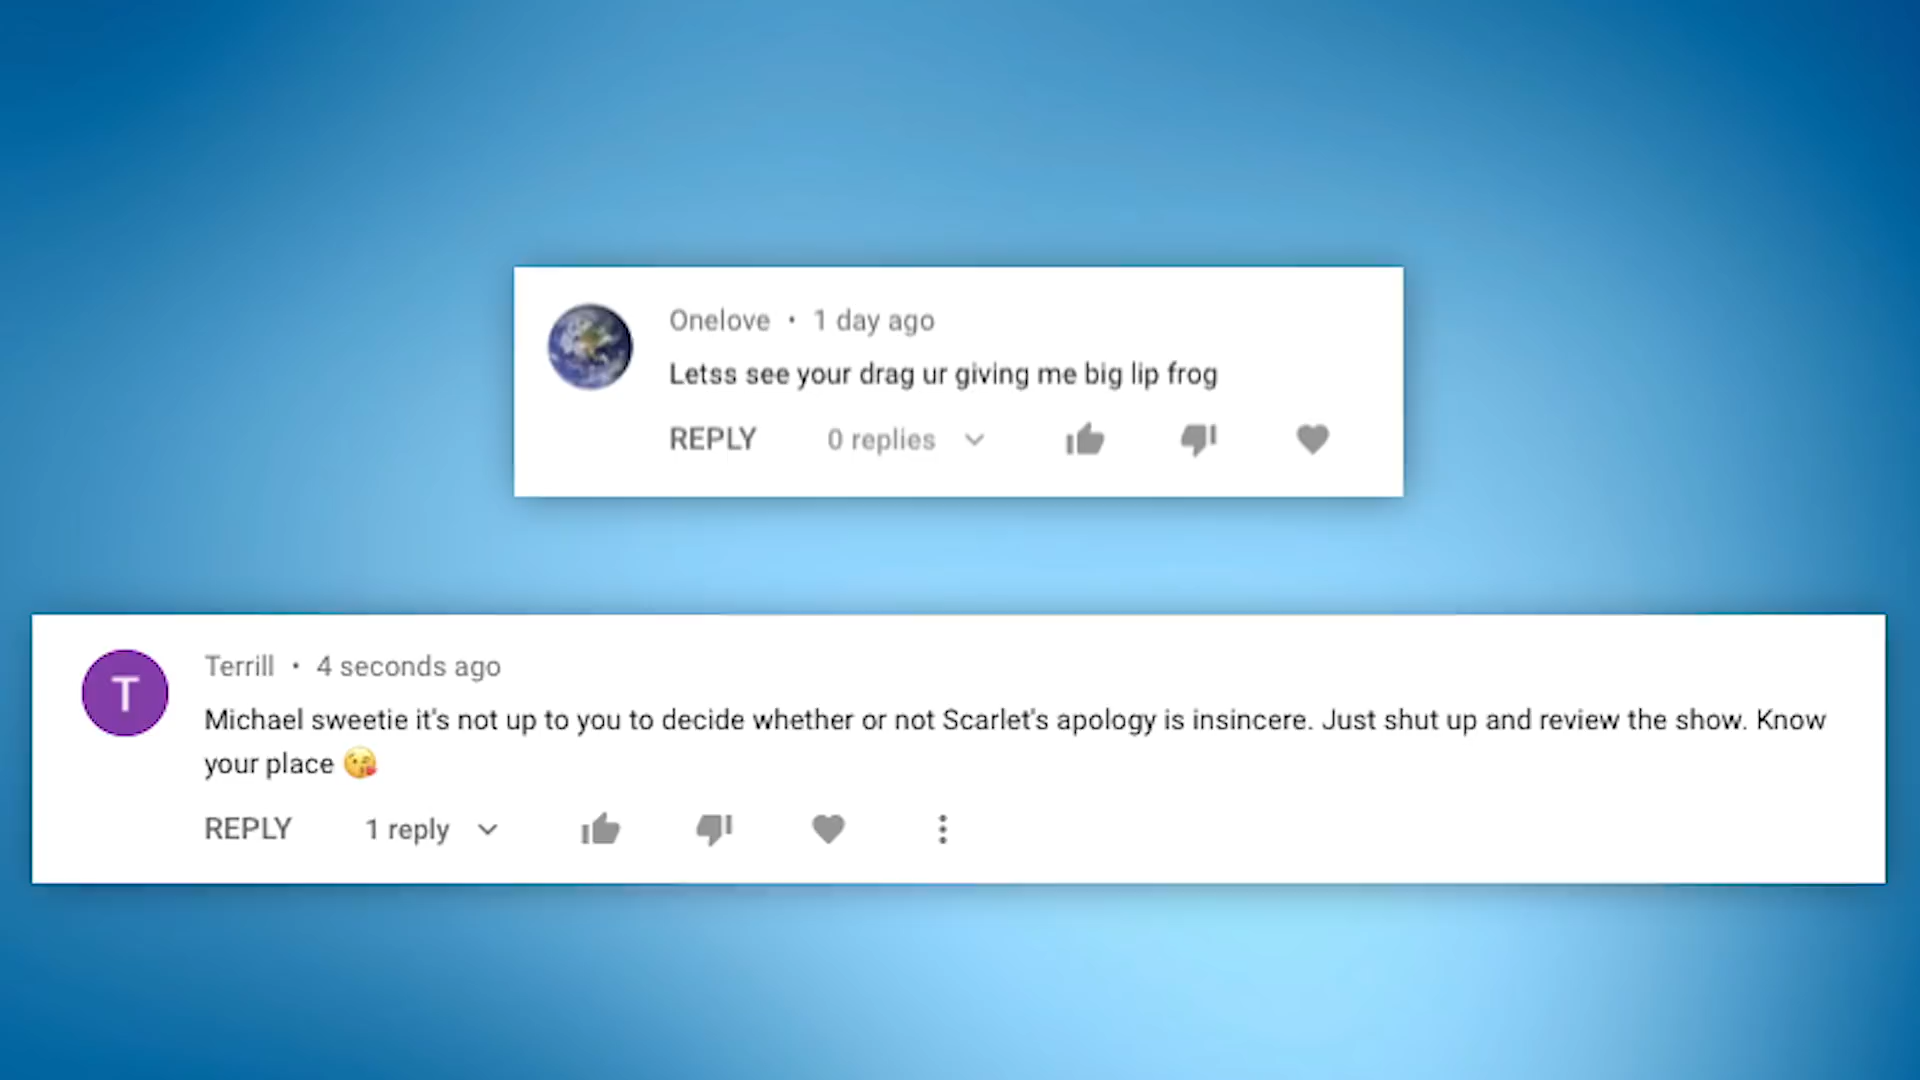 Onelove • 1 day ago
Letss see your drag ur giving me big lip frog
REPLY 0 replies
T
Terrill • 4 seconds ago
Michael sweetie it's not up to you to decide whether or not Scarlet's apology is insincere. Just shut up and review the show. Know
your place 😘
REPLY 1 reply